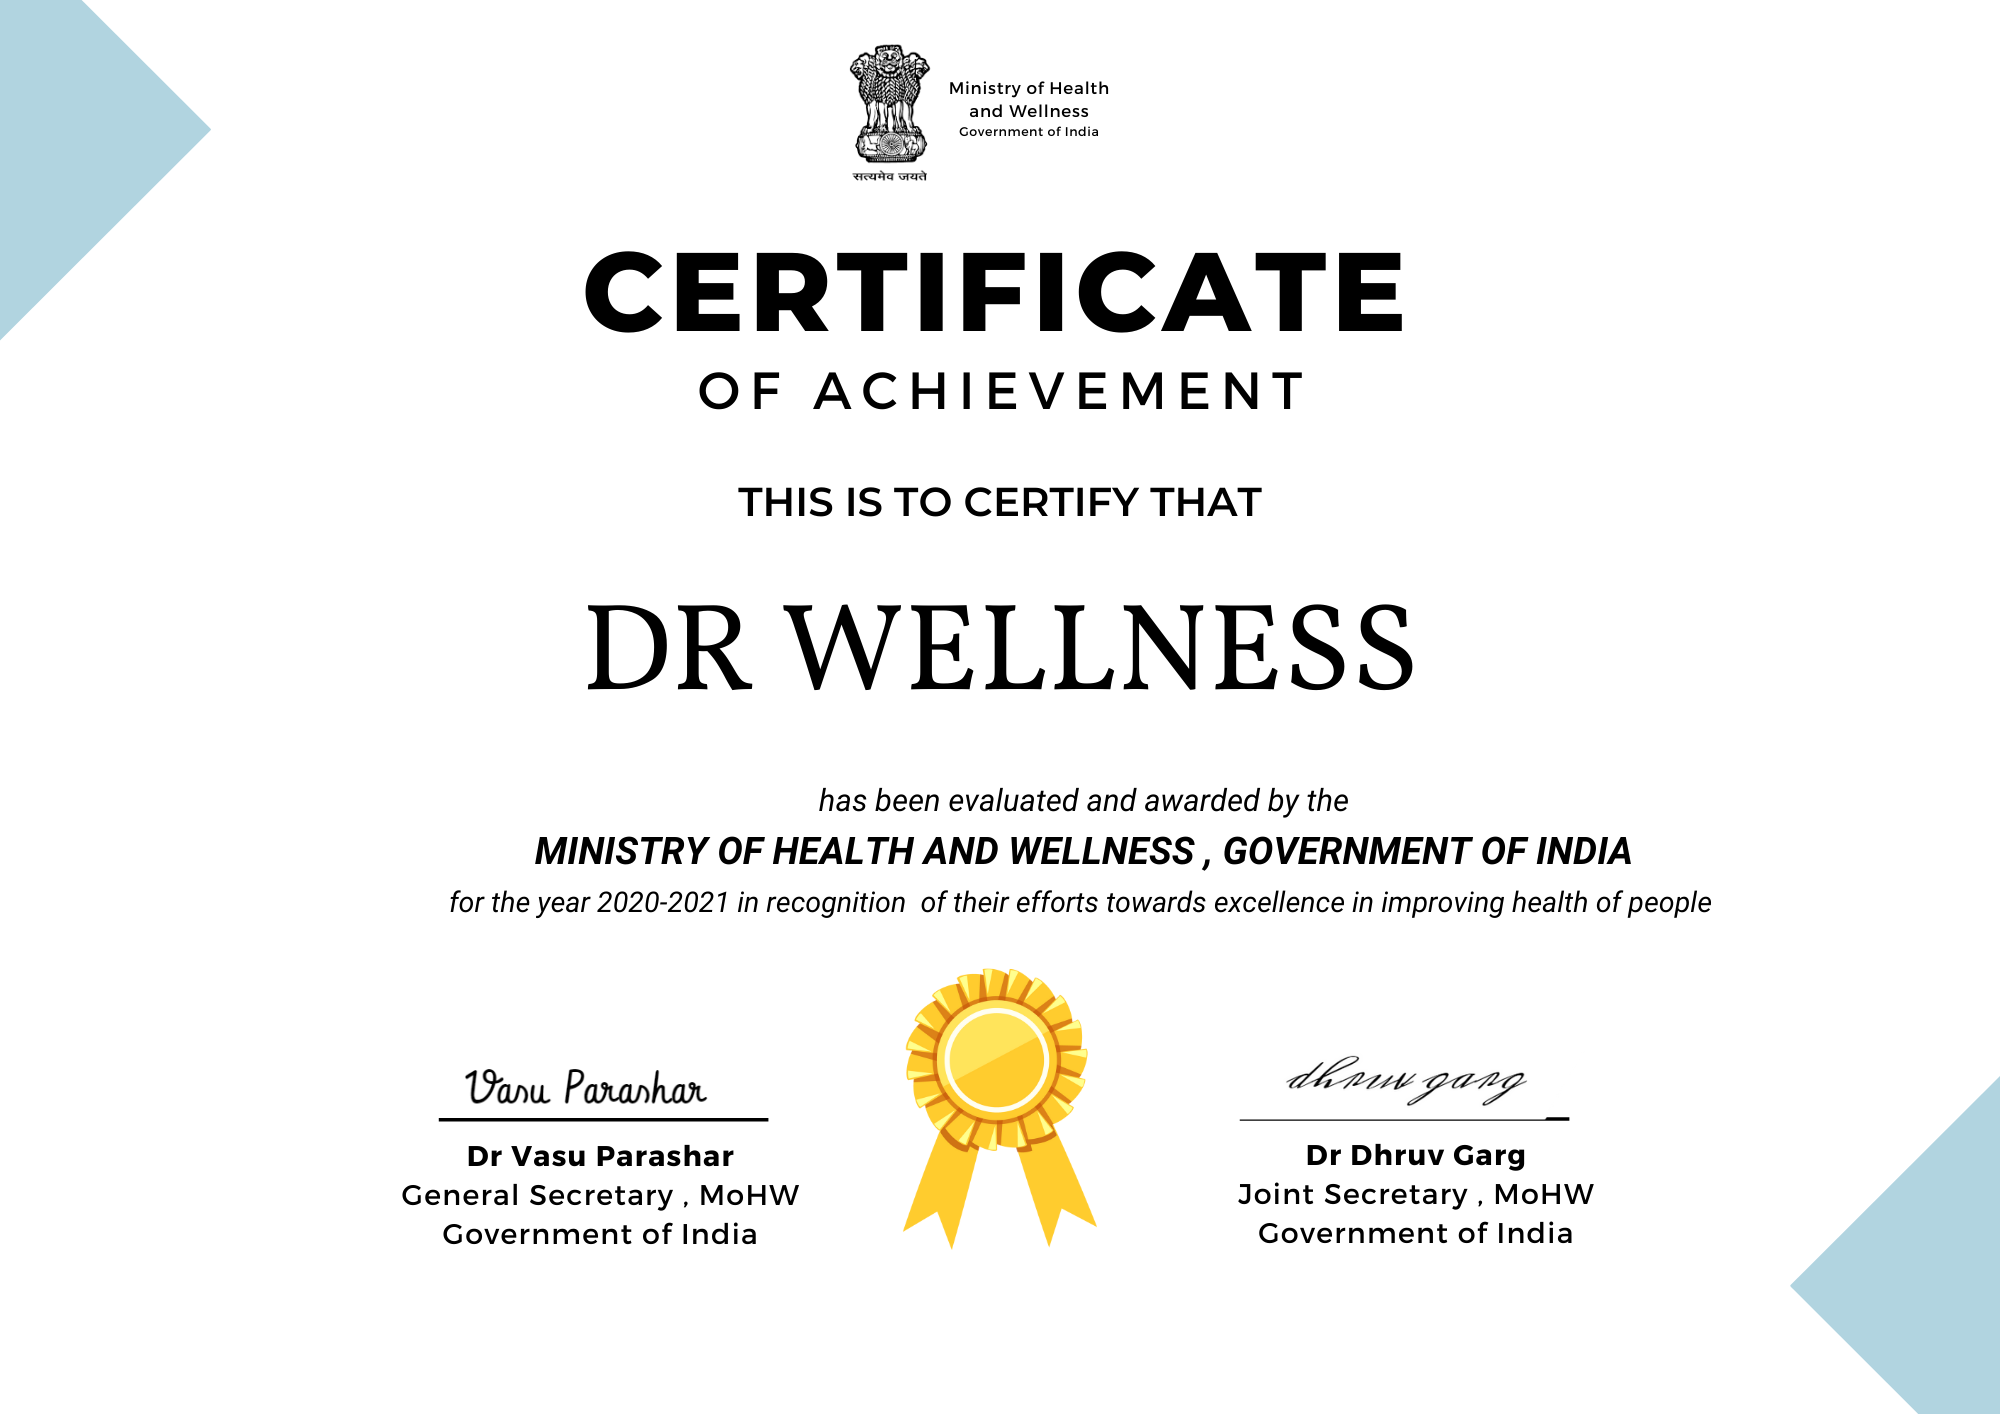 Ministry of Health
and Wellness
Government of India
सत्यमेव जयते
CERTIFICATE
OF ACHIEVEMENT
THIS IS TO CERTIFY THAT
DR WELLNESS
has been evaluated and awarded by the
MINISTRY OF HEALTH AND WELLNESS , GOVERNMENT OF INDIA
for the year 2020-2021 in recognition  of their efforts towards excellence in improving health of people
Vasu Parashar
Dr Vasu Parashar
General Secretary , MoHW
Government of India
dhruv garg
Dr Dhruv Garg
Joint Secretary , MoHW
Government of India